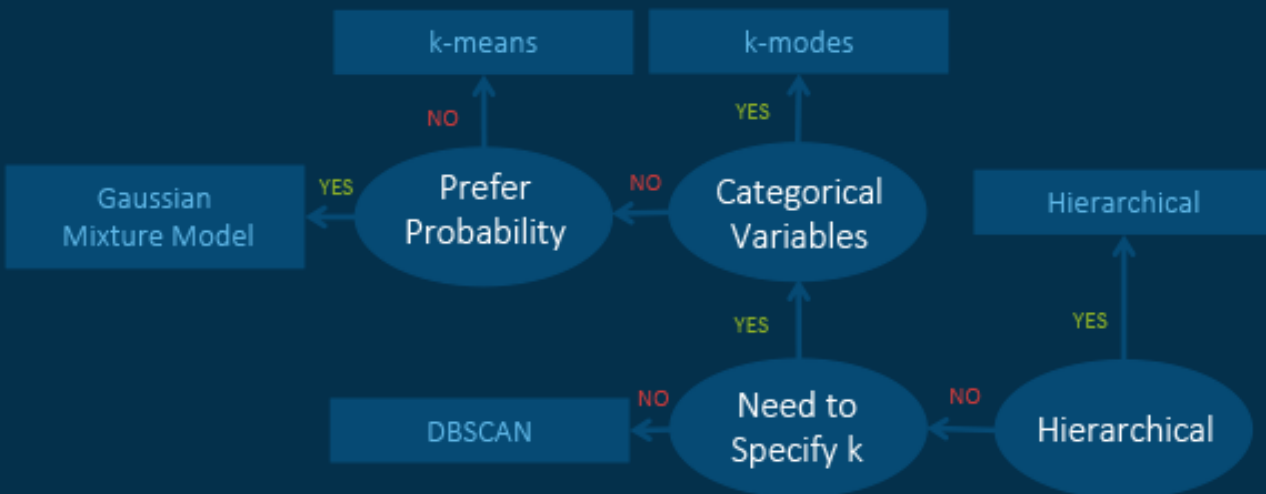 k-means
k-modes
NO
YES
Gaussian
Mixture Model
YES
Prefer
Probability
NO
Categorical
Variables
Hierarchical
YES
YES
DBSCAN
NO
Need to
Specify k
NO
Hierarchical